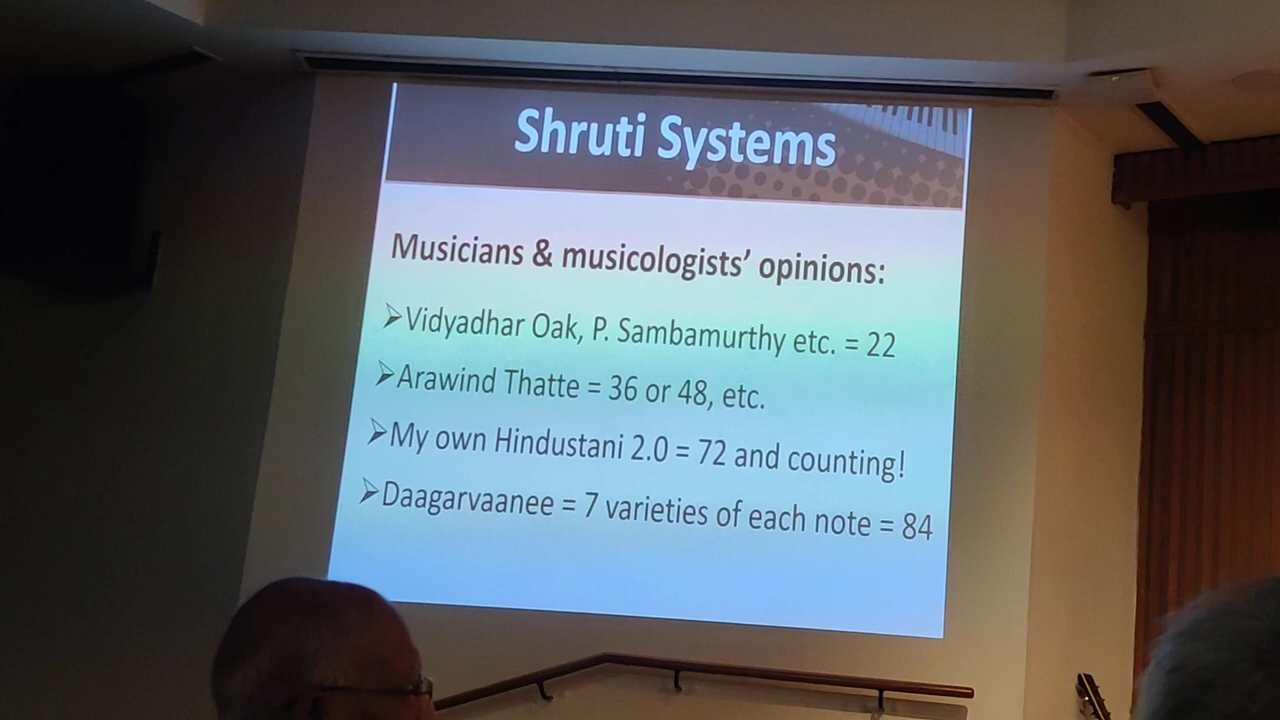 Shruti Systems
Musicians & musicologists’ opinions:
➢Vidyadhar Oak, P. Sambamurthy etc. = 22
➢Arawind Thatte = 36 or 48, etc.
➢My own Hindustani 2.0 = 72 and counting!
➢Daagarvaanee = 7 varieties of each note = 84